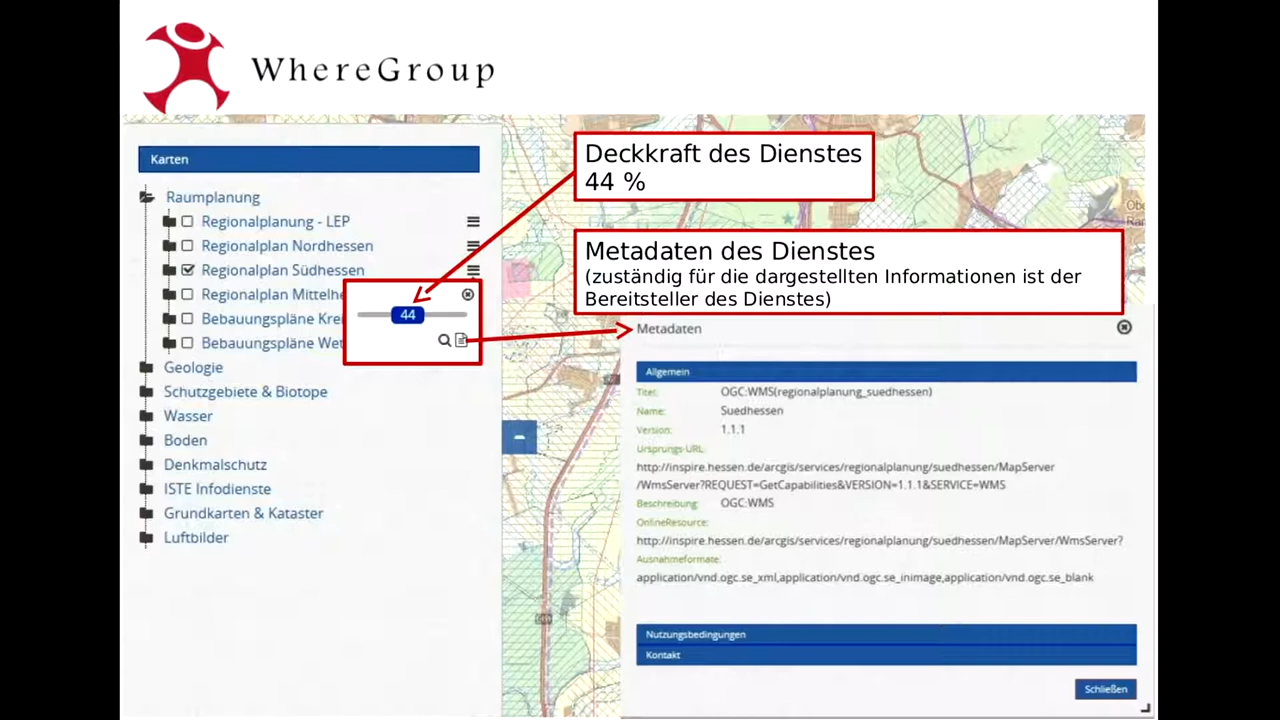 WhereGroup
Karten
Raumplanung
Regionalplanung - LEP
Regionalplan Nordhessen
Regionalplan Südhessen
Regionalplan Mittelhe
Bebauungspläne Kre
Bebauungspläne Wet
Geologie
Schutzgebiete & Biotope
Wasser
Boden
Denkmalschutz
ISTE Infodienste
Grundkarten & Kataster
Luftbilder
44
Deckkraft des Dienstes
44 %
Metadaten des Dienstes
(zuständig für die dargestellten Informationen ist der
Bereitsteller des Dienstes)
Metadaten
Allgemein
Titel: OGC:WMS(regionalplanung_suedhessen)
Name: Suedhessen
Version: 1.1.1
Ursprungs-URL:
http://inspire.hessen.de/arcgis/services/regionalplanung/suedhessen/MapServer
/WmsServer?REQUEST=GetCapabilities&VERSION=1.1.1&SERVICE=WMS
Beschreibung: OGC:WMS
OnlineResource:
http://inspire.hessen.de/arcgis/services/regionalplanung/suedhessen/MapServer/WmsServer?
Ausnahmeformate:
application/vnd.ogc.se_xml,application/vnd.ogc.se_inimage,application/vnd.ogc.se_blank
Nutzungsbedingungen
Kontakt
Schließen